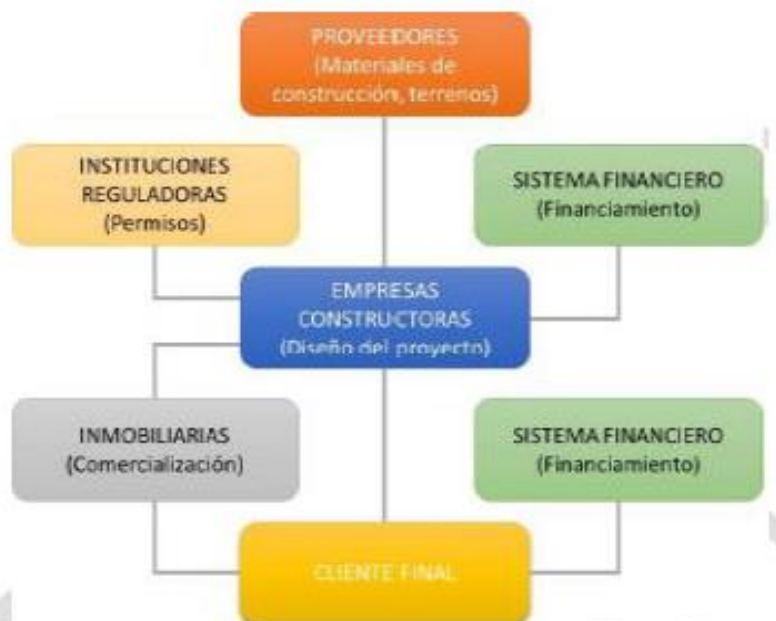 PROVEEDORES
(Materiales de
construcción, terrenos)
INSTITUCIONES
REGULADORAS
(Permisos)
SISTEMA FINANCIERO
(Financiamiento)
EMPRESAS
CONSTRUCTORAS
(Diseño del proyecto)
INMOBILIARIAS
(Comercialización)
SISTEMA FINANCIERO
(Financiamiento)
CLIENTE FINAL